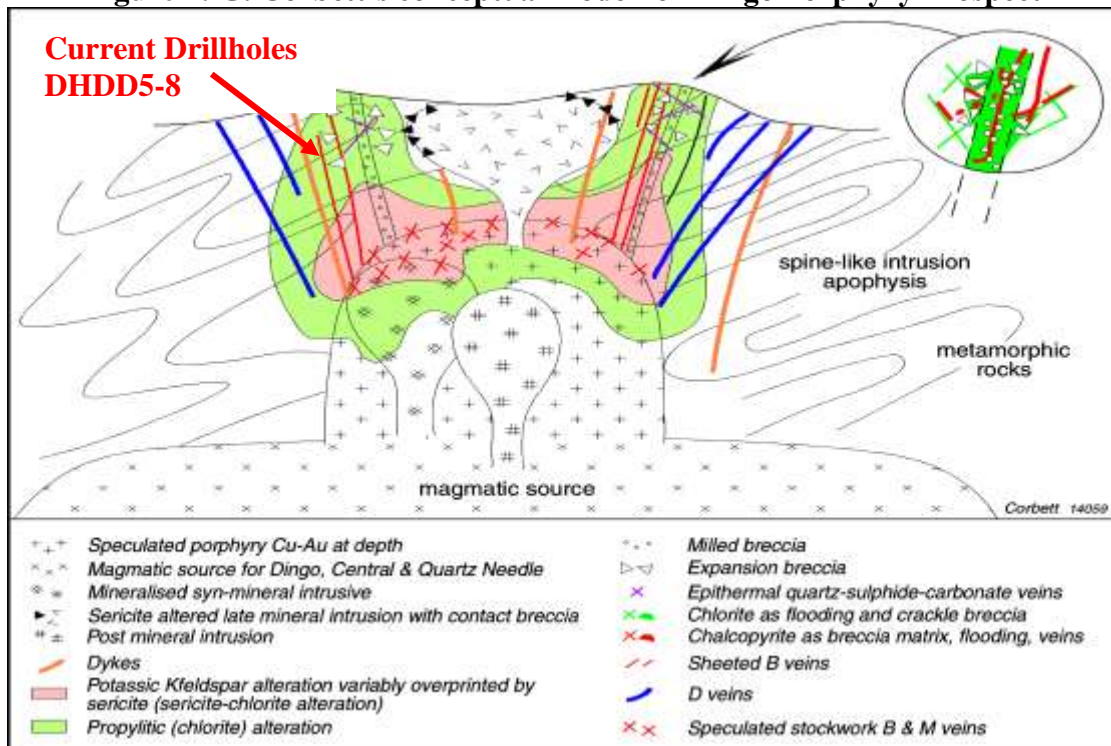 Current Drillholes
DHDD5-8
spine-like intrusion
apophysis
metamorphic
rocks
magmatic source
Corbett 14059
Speculated porphyry Cu-Au at depth
Magmatic source for Dingo, Central & Quartz Needle
Mineralised syn-mineral intrusive
Sericite altered late mineral intrusion with contact breccia
Post mineral intrusion
Dykes
Potassic Kfeldspar alteration variably overprinted by
sericite (sericite-chlorite alteration)
Propylitic (chlorite) alteration
Milled breccia
Expansion breccia
Epithermal quartz-sulphide-carbonate veins
Chlorite as flooding and crackle breccia
Chalcopyrite as breccia matrix, flooding, veins
Sheeted B veins
D veins
Speculated stockwork B & M veins